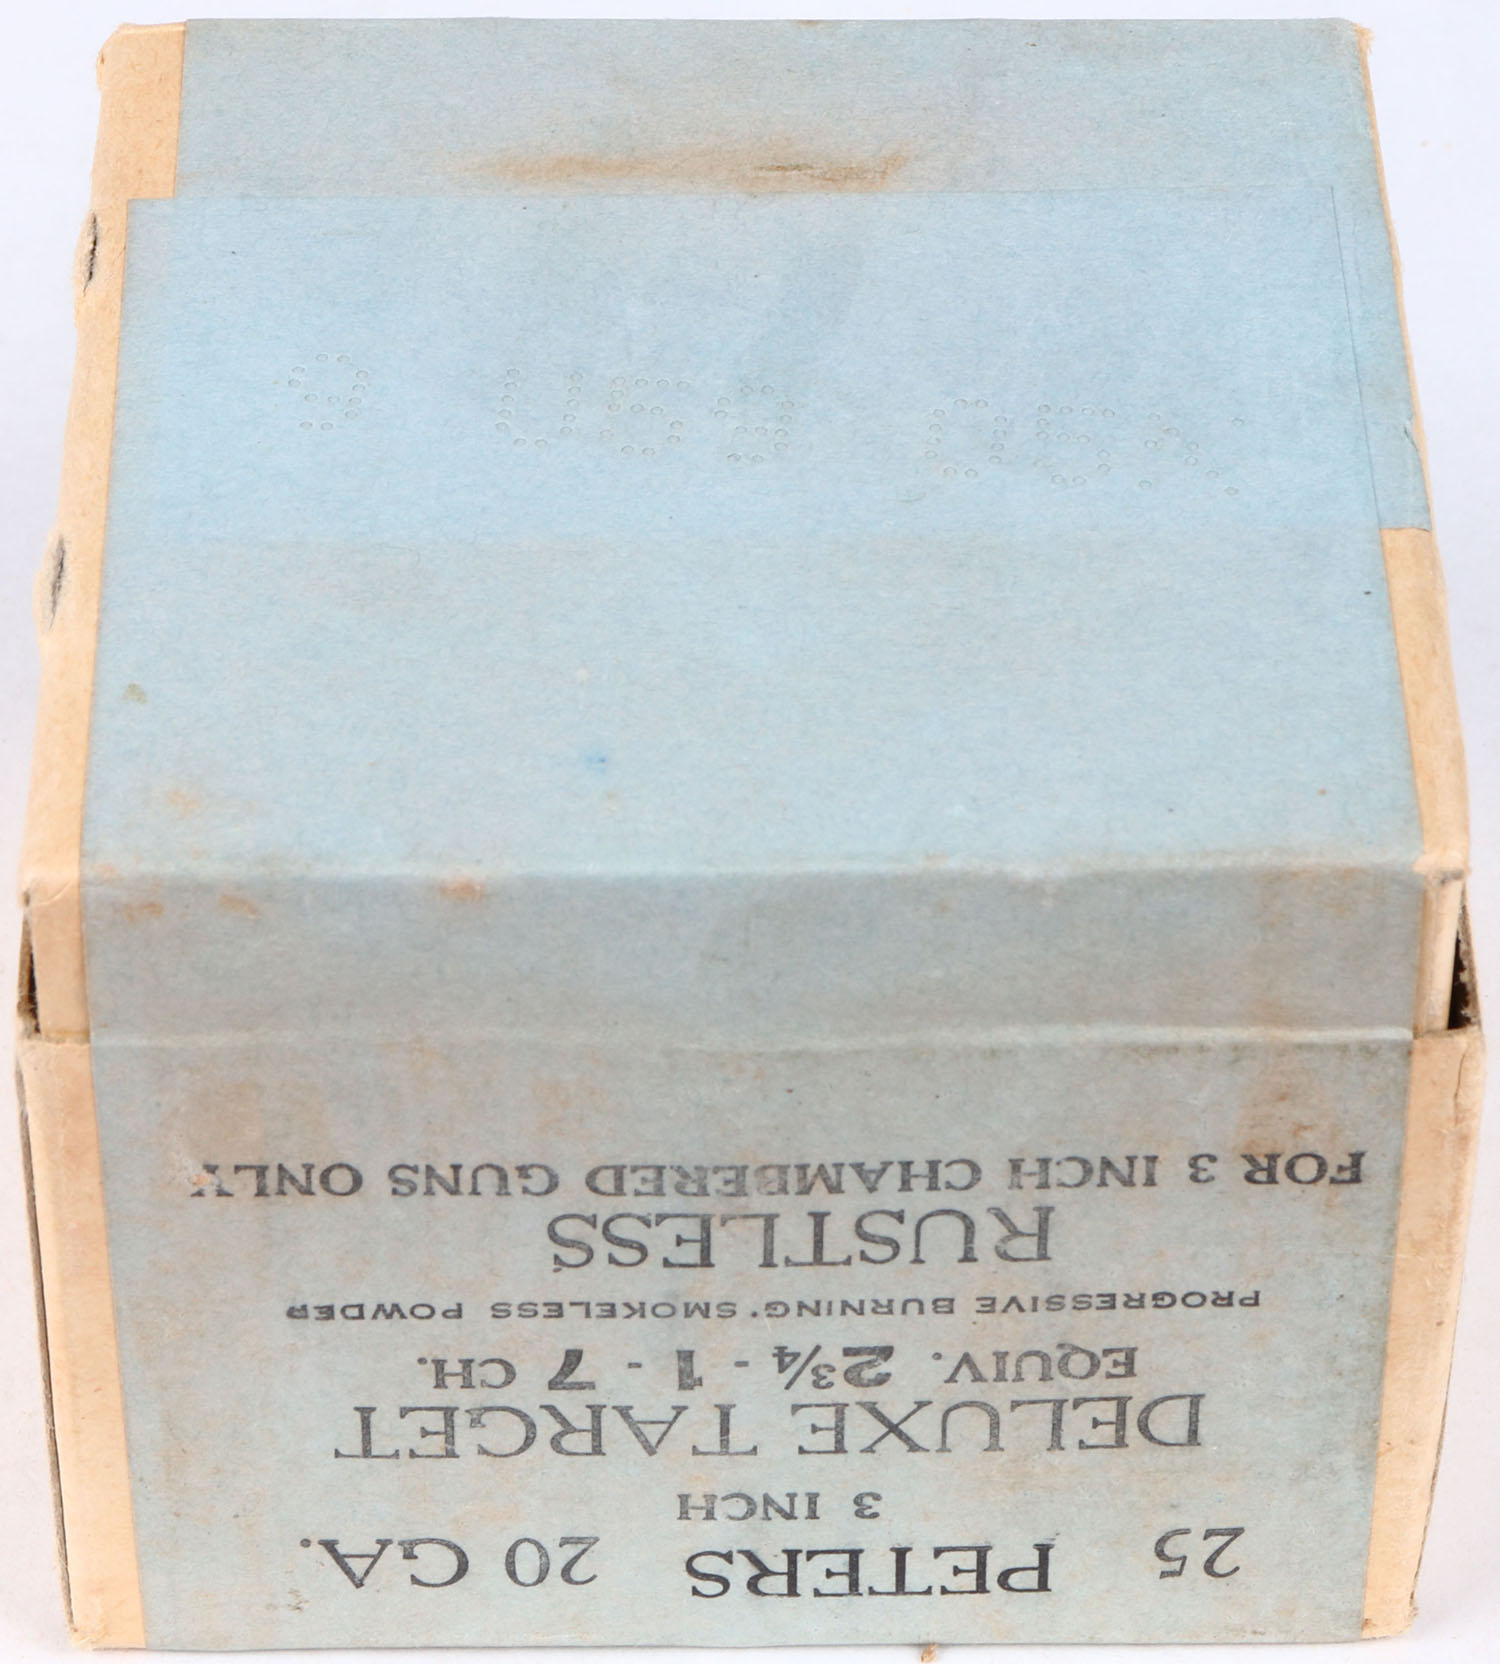 25 PETERS 20 GA.
3 INCH
DELUXE TARGET
EQUIV. 2¾ - 1 - 7 CH.
PROGRESSIVE BURNING SMOKELESS POWDER
RUSTLESS
FOR 3 INCH CHAMBERED GUNS ONLY